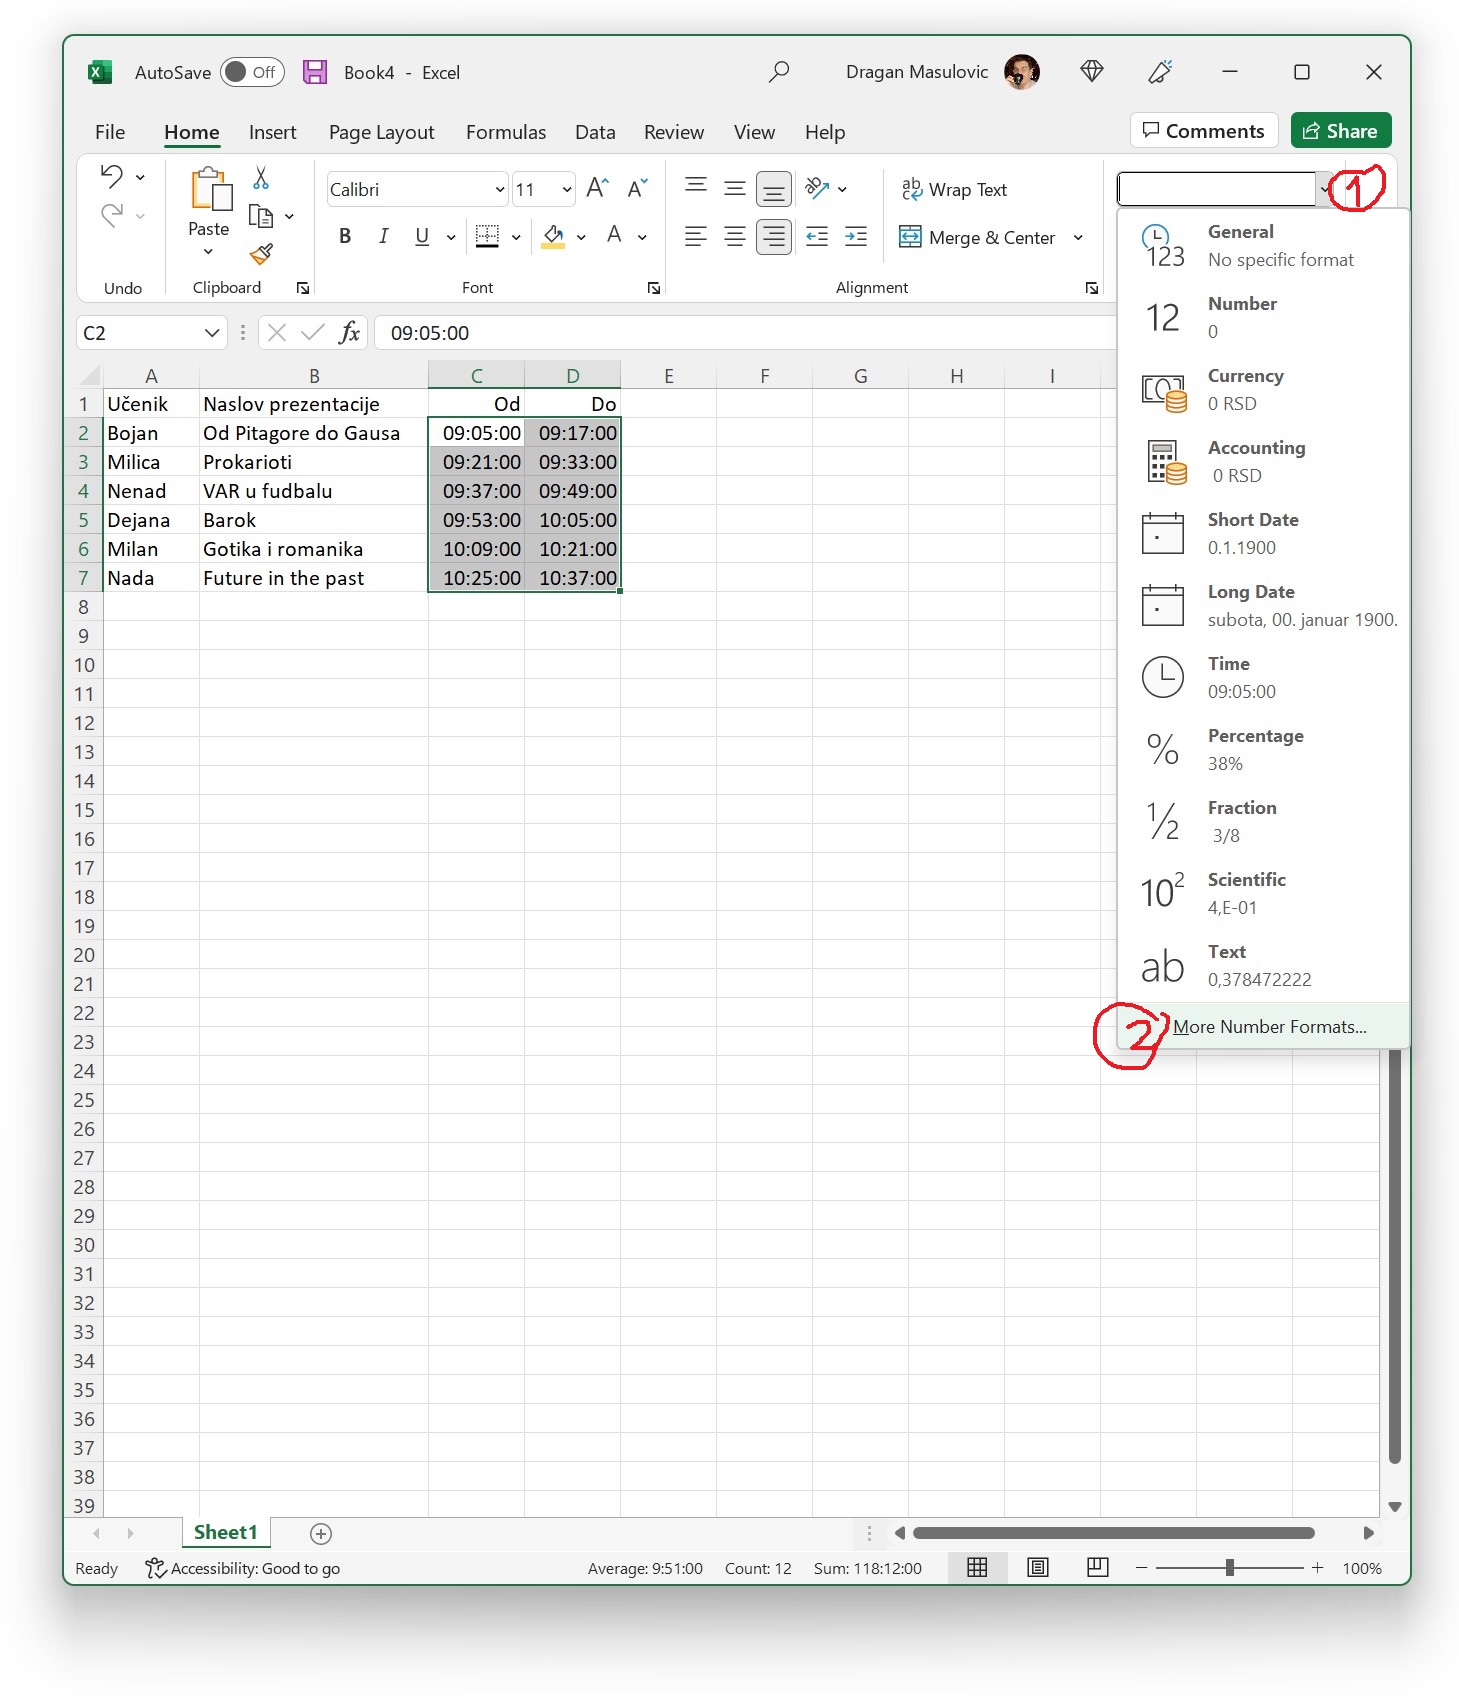 AutoSave Off Book4 - Excel Dragan Masulovic
File Home Insert Page Layout Formulas Data Review View Help Comments Share
Calibri 11 ab Wrap Text 1
Paste B I U A Merge & Center
Undo Clipboard Font Alignment
General
123 No specific format
12 Number
0
Currency
0 RSD
Accounting
0 RSD
Short Date
0.1.1900
Long Date
subota, 00. januar 1900.
Time
09:05:00
% Percentage
38%
½ Fraction
3/8
10² Scientific
4,E-01
ab Text
0,378472222
2 More Number Formats...
C2 fx 09:05:00
A B C D E F G H I
1 Učenik Naslov prezentacije Od Do
2 Bojan Od Pitagore do Gausa 09:05:00 09:17:00
3 Milica Prokarioti 09:21:00 09:33:00
4 Nenad VAR u fudbalu 09:37:00 09:49:00
5 Dejana Barok 09:53:00 10:05:00
6 Milan Gotika i romanika 10:09:00 10:21:00
7 Nada Future in the past 10:25:00 10:37:00
8
9
10
11
12
13
14
15
16
17
18
19
20
21
22
23
24
25
26
27
28
29
30
31
32
33
34
35
36
37
38
39
Sheet1
Ready Accessibility: Good to go Average: 9:51:00 Count: 12 Sum: 118:12:00 100%